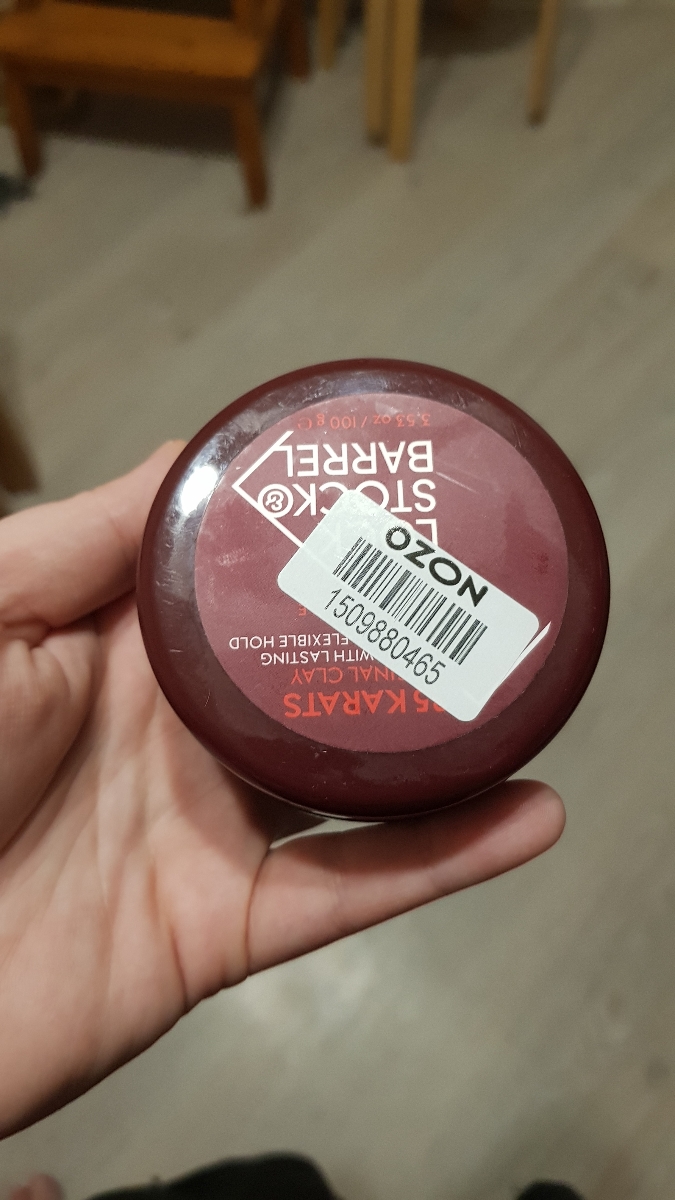 KARATS
CLAY
WITH LASTING
FLEXIBLE HOLD
STOCK &
BARREL
3.53 oz / 100 g
OZON
1509880465